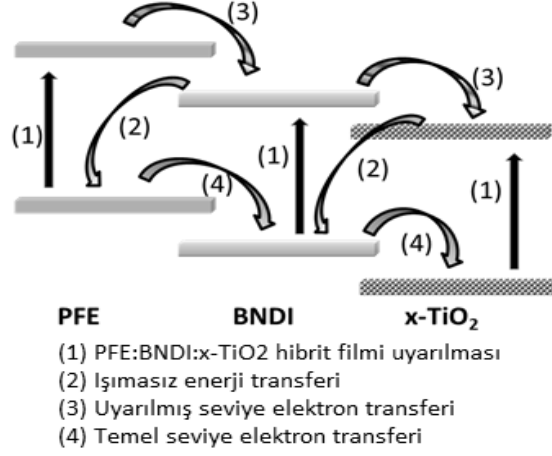 (3)
(3)
(1)
(2)
(1)
(2)
(4)
(1)
(4)
PFE BNDI x-TiO₂
(1) PFE:BNDI:x-TiO2 hibrit filmi uyarılması
(2) Işımasız enerji transferi
(3) Uyarılmış seviye elektron transferi
(4) Temel seviye elektron transferi